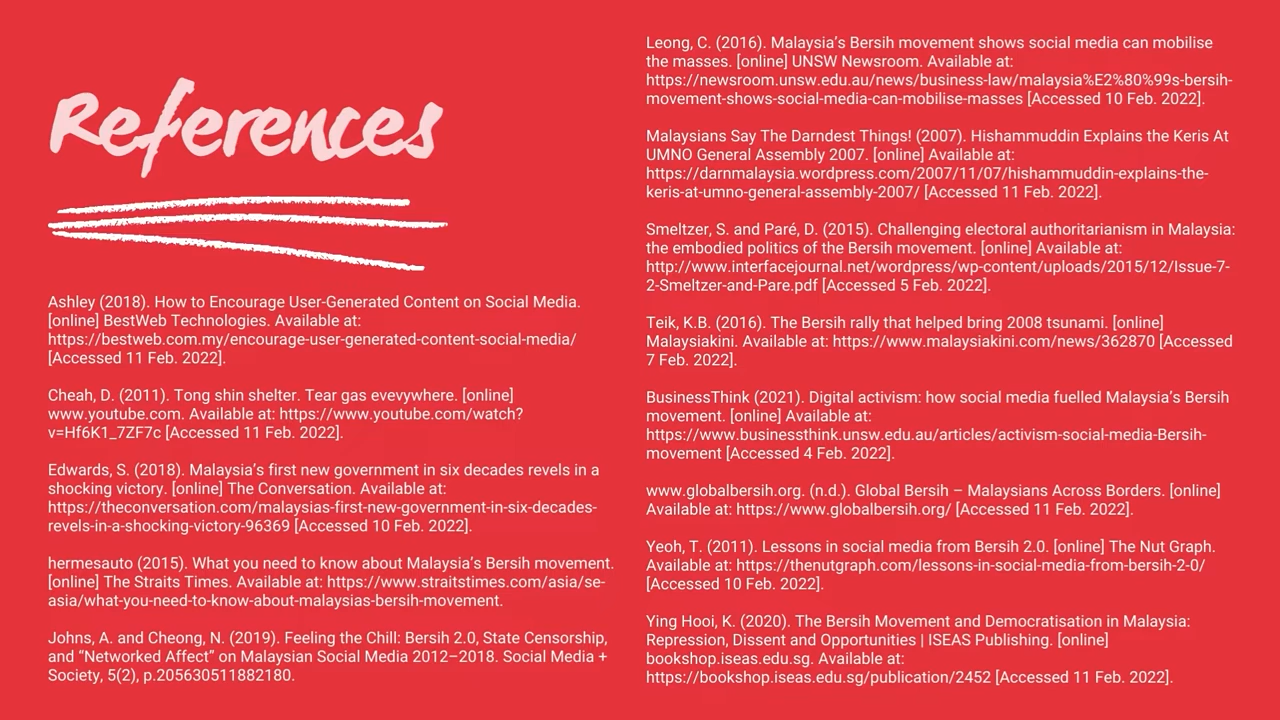 References
Ashley (2018). How to Encourage User-Generated Content on Social Media.
[online] BestWeb Technologies. Available at:
https://bestweb.com.my/encourage-user-generated-content-social-media/
[Accessed 11 Feb. 2022].
Cheah, D. (2011). Tong shin shelter. Tear gas evevywhere. [online]
www.youtube.com. Available at: https://www.youtube.com/watch?
v=Hf6K1_7ZF7c [Accessed 11 Feb. 2022].
Edwards, S. (2018). Malaysia’s first new government in six decades revels in a
shocking victory. [online] The Conversation. Available at:
https://theconversation.com/malaysias-first-new-government-in-six-decades-
revels-in-a-shocking-victory-96369 [Accessed 10 Feb. 2022].
hermesauto (2015). What you need to know about Malaysia’s Bersih movement.
[online] The Straits Times. Available at: https://www.straitstimes.com/asia/se-
asia/what-you-need-to-know-about-malaysias-bersih-movement.
Johns, A. and Cheong, N. (2019). Feeling the Chill: Bersih 2.0, State Censorship,
and “Networked Affect” on Malaysian Social Media 2012–2018. Social Media +
Society, 5(2), p.205630511882180.
Leong, C. (2016). Malaysia’s Bersih movement shows social media can mobilise
the masses. [online] UNSW Newsroom. Available at:
https://newsroom.unsw.edu.au/news/business-law/malaysia%E2%80%99s-bersih-
movement-shows-social-media-can-mobilise-masses [Accessed 10 Feb. 2022].
Malaysians Say The Darndest Things! (2007). Hishammuddin Explains the Keris At
UMNO General Assembly 2007. [online] Available at:
https://darnmalaysia.wordpress.com/2007/11/07/hishammuddin-explains-the-
keris-at-umno-general-assembly-2007/ [Accessed 11 Feb. 2022].
Smeltzer, S. and Paré, D. (2015). Challenging electoral authoritarianism in Malaysia:
the embodied politics of the Bersih movement. [online] Available at:
http://www.interfacejournal.net/wordpress/wp-content/uploads/2015/12/Issue-7-
2-Smeltzer-and-Pare.pdf [Accessed 5 Feb. 2022].
Teik, K.B. (2016). The Bersih rally that helped bring 2008 tsunami. [online]
Malaysiakini. Available at: https://www.malaysiakini.com/news/362870 [Accessed
7 Feb. 2022].
BusinessThink (2021). Digital activism: how social media fuelled Malaysia’s Bersih
movement. [online] Available at:
https://www.businessthink.unsw.edu.au/articles/activism-social-media-Bersih-
movement [Accessed 4 Feb. 2022].
www.globalbersih.org. (n.d.). Global Bersih – Malaysians Across Borders. [online]
Available at: https://www.globalbersih.org/ [Accessed 11 Feb. 2022].
Yeoh, T. (2011). Lessons in social media from Bersih 2.0. [online] The Nut Graph.
Available at: https://thenutgraph.com/lessons-in-social-media-from-bersih-2-0/
[Accessed 10 Feb. 2022].
Ying Hooi, K. (2020). The Bersih Movement and Democratisation in Malaysia:
Repression, Dissent and Opportunities | ISEAS Publishing. [online]
bookshop.iseas.edu.sg. Available at:
https://bookshop.iseas.edu.sg/publication/2452 [Accessed 11 Feb. 2022].